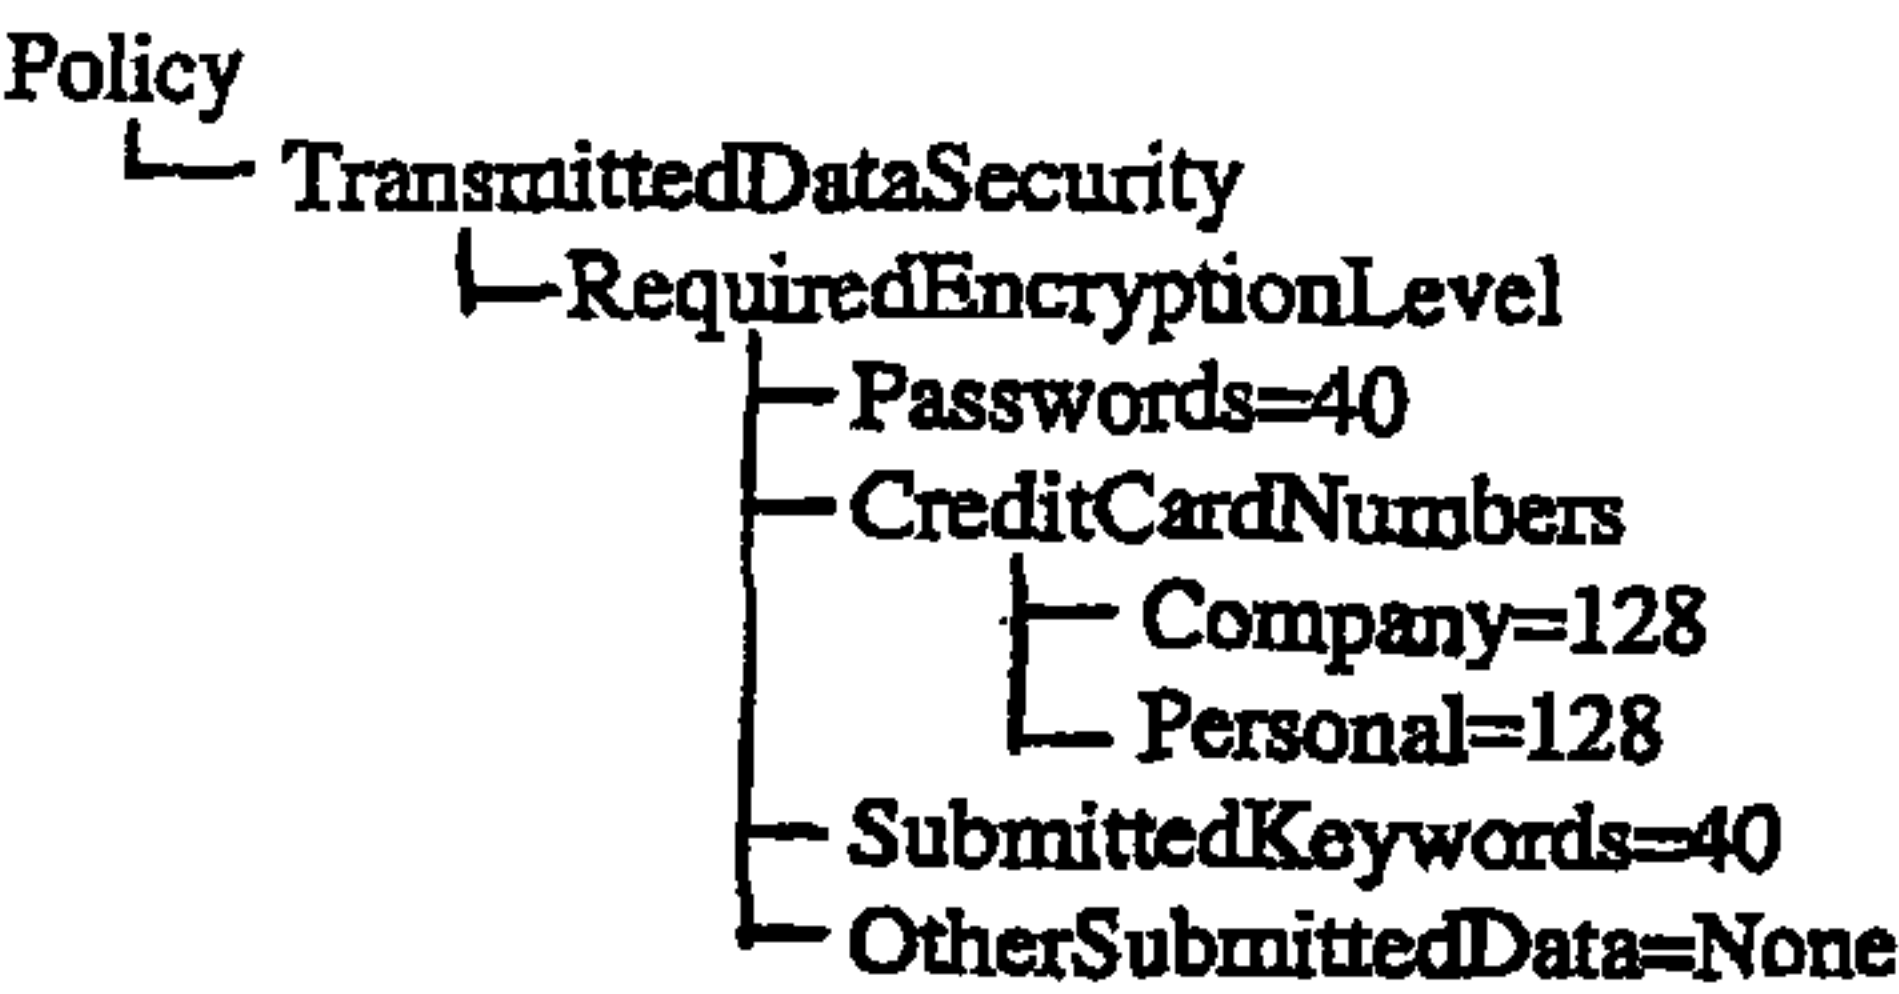 Policy
TransmittedDataSecurity
RequiredEncryptionLevel
Passwords=40
CreditCardNumbers
Company=128
Personal=128
SubmittedKeywords=40
OtherSubmittedData=None